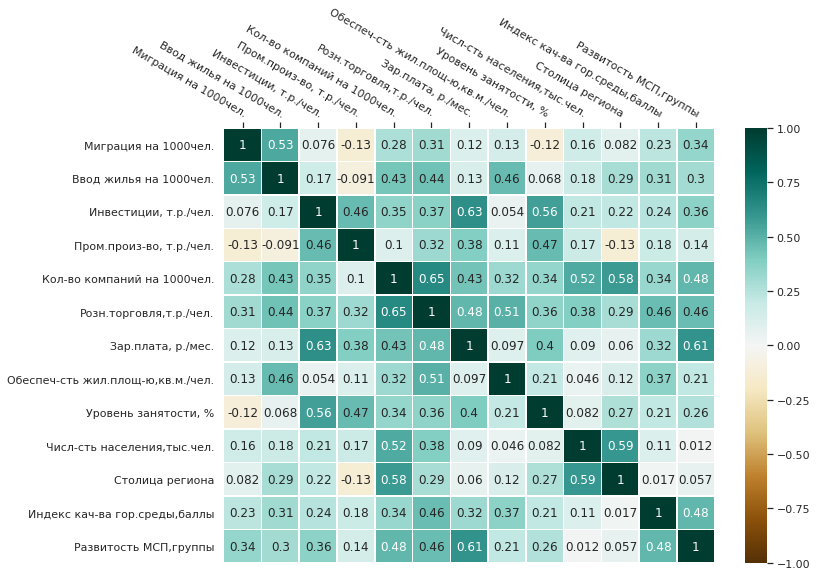 Миграция на 1000чел.
Ввод жилья на 1000чел.
Инвестиции, т.р./чел.
Пром.произ-во, т.р./чел.
Кол-во компаний на 1000чел.
Розн.торговля,т.р./чел.
Зар.плата, р./мес.
Обеспеч-сть жил.площ-ю,кв.м./чел.
Уровень занятости, %
Числ-сть населения,тыс.чел.
Столица региона
Индекс кач-ва гор.среды,баллы
Развитость МСП,группы
Миграция на 1000чел. 1 0.53 0.076 -0.13 0.28 0.31 0.12 0.13 -0.12 0.16 0.082 0.23 0.34
Ввод жилья на 1000чел. 0.53 1 0.17 -0.091 0.43 0.44 0.13 0.46 0.068 0.18 0.29 0.31 0.3
Инвестиции, т.р./чел. 0.076 0.17 1 0.46 0.35 0.37 0.63 0.054 0.56 0.21 0.22 0.24 0.36
Пром.произ-во, т.р./чел. -0.13 -0.091 0.46 1 0.1 0.32 0.38 0.11 0.47 0.17 -0.13 0.18 0.14
Кол-во компаний на 1000чел. 0.28 0.43 0.35 0.1 1 0.65 0.43 0.32 0.34 0.52 0.58 0.34 0.48
Розн.торговля,т.р./чел. 0.31 0.44 0.37 0.32 0.65 1 0.48 0.51 0.36 0.38 0.29 0.46 0.46
Зар.плата, р./мес. 0.12 0.13 0.63 0.38 0.43 0.48 1 0.097 0.4 0.09 0.06 0.32 0.61
Обеспеч-сть жил.площ-ю,кв.м./чел. 0.13 0.46 0.054 0.11 0.32 0.51 0.097 1 0.21 0.046 0.12 0.37 0.21
Уровень занятости, % -0.12 0.068 0.56 0.47 0.34 0.36 0.4 0.21 1 0.082 0.27 0.21 0.26
Числ-сть населения,тыс.чел. 0.16 0.18 0.21 0.17 0.52 0.38 0.09 0.046 0.082 1 0.59 0.11 0.012
Столица региона 0.082 0.29 0.22 -0.13 0.58 0.29 0.06 0.12 0.27 0.59 1 0.017 0.057
Индекс кач-ва гор.среды,баллы 0.23 0.31 0.24 0.18 0.34 0.46 0.32 0.37 0.21 0.11 0.017 1 0.48
Развитость МСП,группы 0.34 0.3 0.36 0.14 0.48 0.46 0.61 0.21 0.26 0.012 0.057 0.48 1
1.00
0.75
0.50
0.25
0.00
−0.25
−0.50
−0.75
−1.00